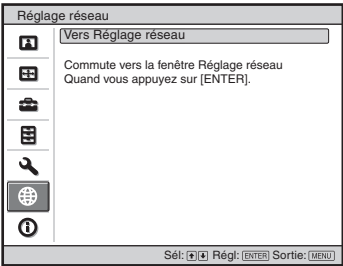 Réglage réseau
Vers Réglage réseau
Commute vers la fenêtre Réglage réseau
Quand vous appuyez sur [ENTER].
Sél: Régl: ENTER Sortie: MENU